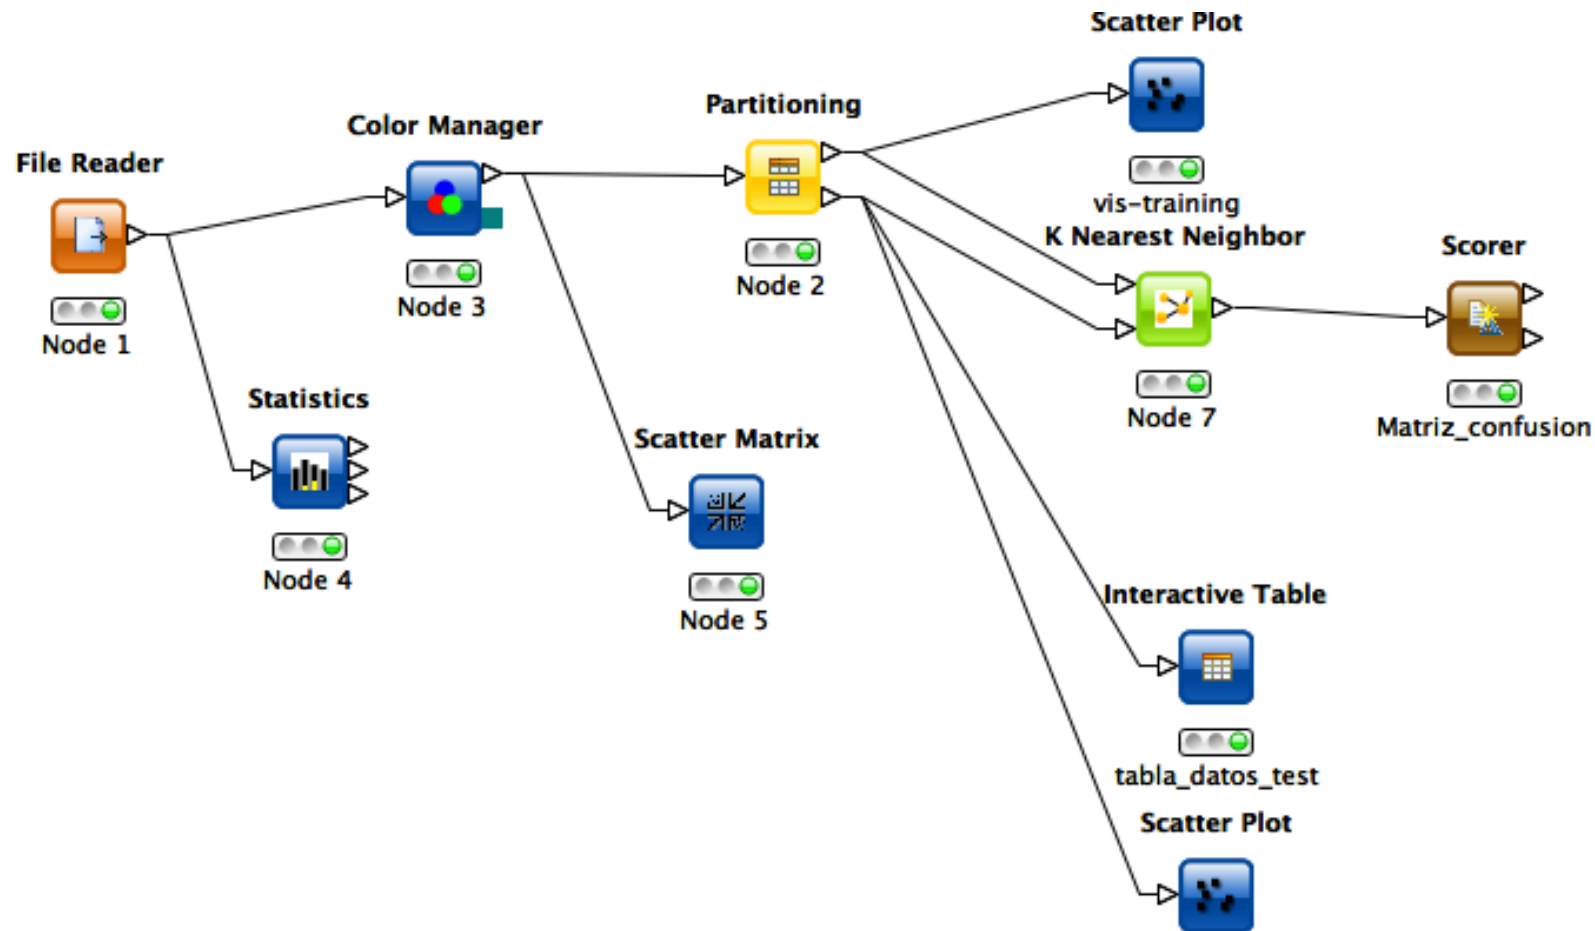 Scatter Plot
Partitioning
Color Manager
File Reader
vis-training
K Nearest Neighbor
Scorer
Node 2
Node 3
Node 1
Statistics
Node 7
Matriz_confusion
Scatter Matrix
Node 4
Node 5
Interactive Table
tabla_datos_test
Scatter Plot